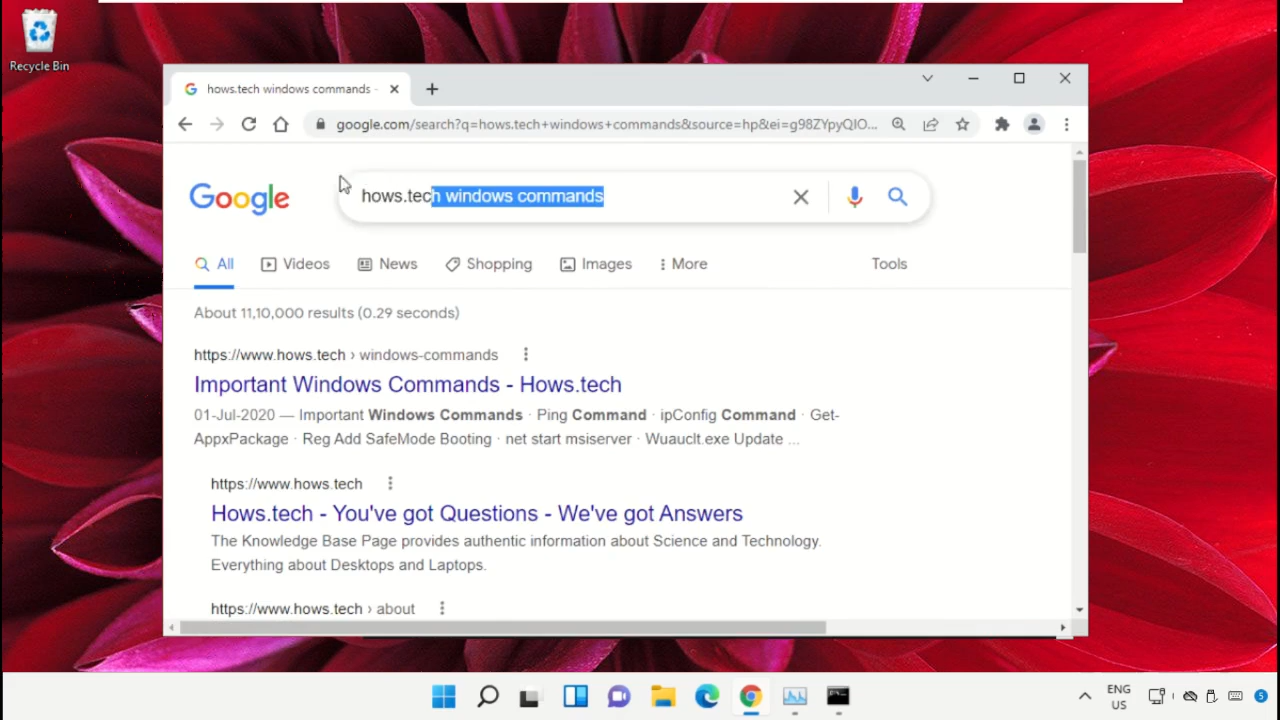 Recycle Bin
hows.tech windows commands -
google.com/search?q=hows.tech+windows+commands&source=hp&ei=g98ZYpyQIO...
Google
hows.tech windows commands
All
Videos
News
Shopping
Images
More
Tools
About 11,10,000 results (0.29 seconds)
https://www.hows.tech › windows-commands
Important Windows Commands - Hows.tech
01-Jul-2020 — Important Windows Commands · Ping Command · ipConfig Command · Get-
AppxPackage · Reg Add SafeMode Booting · net start msiserver · Wuauclt.exe Update ...
https://www.hows.tech
Hows.tech - You've got Questions - We've got Answers
The Knowledge Base Page provides authentic information about Science and Technology.
Everything about Desktops and Laptops.
https://www.hows.tech › about
ENG
US
5